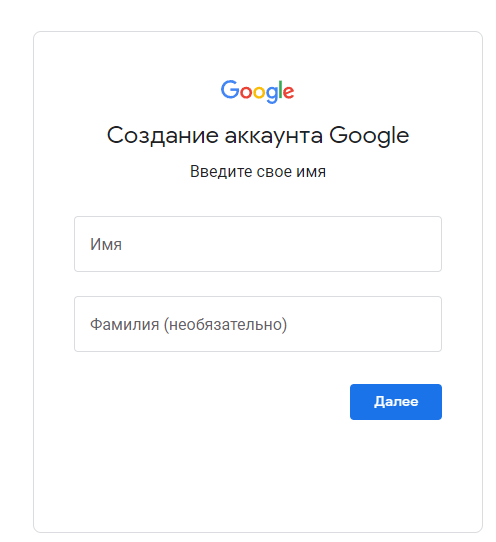 Google
Создание аккаунта Google
Введите свое имя
Имя
Фамилия (необязательно)
Далее